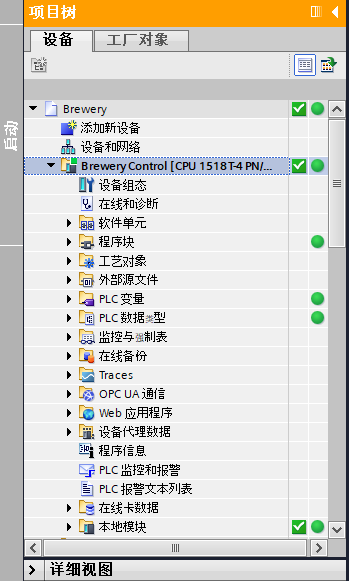 项目树
设备
工厂对象
启动
Brewery
添加新设备
设备和网络
Brewery Control [CPU 1518T-4 PN/...
设备组态
在线和诊断
软件单元
程序块
工艺对象
外部源文件
PLC 变量
PLC 数据类型
监控与强制表
在线备份
Traces
OPC UA 通信
Web 应用程序
设备代理数据
程序信息
PLC 监控和报警
PLC 报警文本列表
在线卡数据
本地模块
详细视图